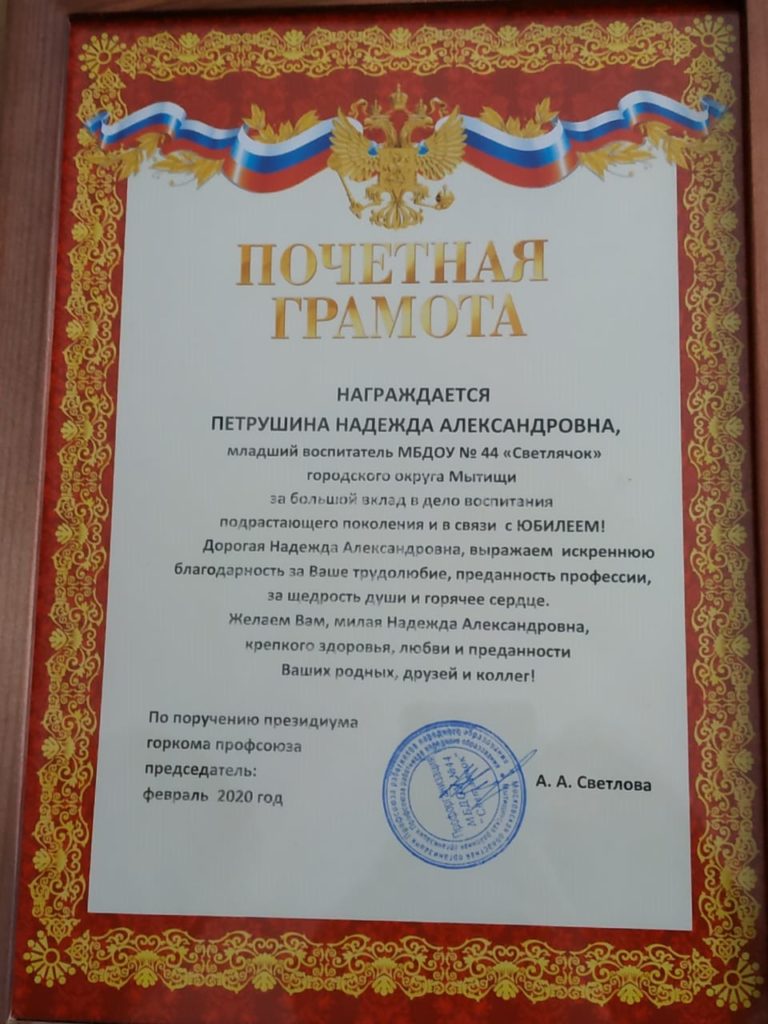 ПОЧЕТНАЯ
ГРАМОТА
НАГРАЖДАЕТСЯ
ПЕТРУШИНА НАДЕЖДА АЛЕКСАНДРОВНА,
младший воспитатель МБДОУ № 44 «Светлячок»
городского округа Мытищи
за большой вклад в дело воспитания
подрастающего поколения и в связи с ЮБИЛЕЕМ!
Дорогая Надежда Александровна, выражаем искреннюю
благодарность за Ваше трудолюбие, преданность профессии,
за щедрость души и горячее сердце.
Желаем Вам, милая Надежда Александровна,
крепкого здоровья, любви и преданности
Ваших родных, друзей и коллег!
По поручению президиума
горкома профсоюза
председатель:
февраль 2020 год
А. А. Светлова